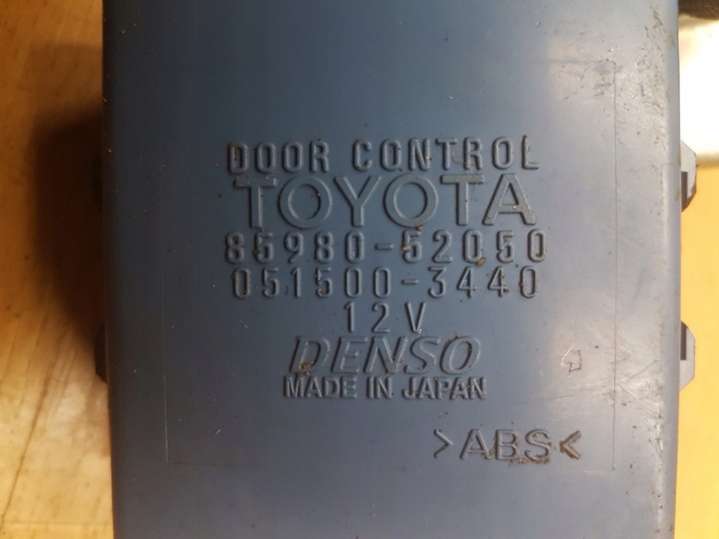 DOOR CONTROL
TOYOTA
85980-52050
051500-3440
12V
DENSO
MADE IN JAPAN
>ABS<